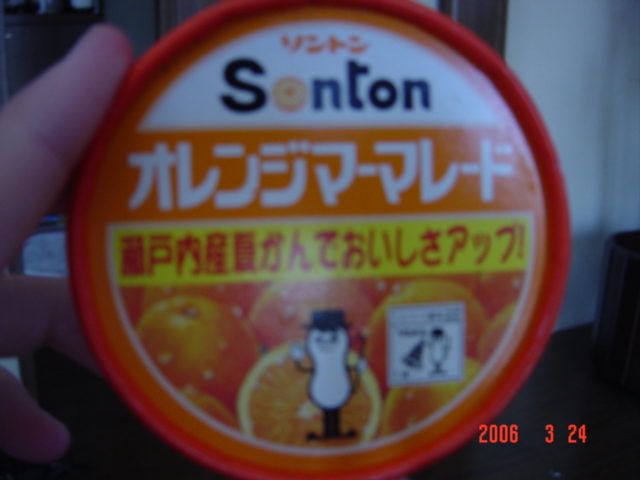 ソントン
Sonton
オレンジマーマレード
瀬戸内産夏かんでおいしさアップ!
2006 3 24